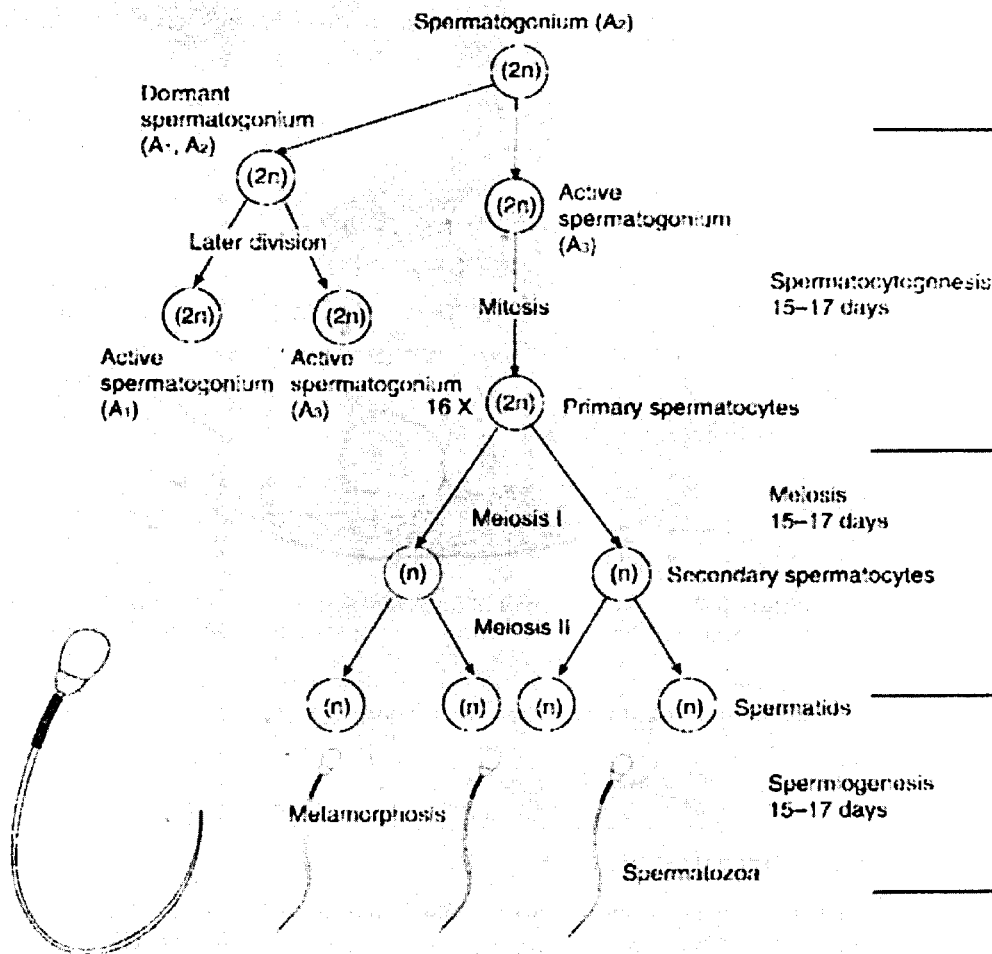 Spermatogonium (A₂)
(2n)
Dormant
spermatogonium
(A₁, A₂)
(2n)
(2n)
Active
spermatogonium
(A₃)
Later division
Spermatocytogenesis
15–17 days
(2n)
(2n)
Mitosis
Active
spermatogonium
(A₁)
Active
spermatogonium
(A₃)
16 X
(2n)
Primary spermatocytes
Meiosis
15–17 days
Meiosis I
(n)
(n)
Secondary spermatocytes
Meiosis II
(n)
(n)
(n)
(n)
Spermatids
Spermiogenesis
15–17 days
Metamorphosis
Spermatozoa